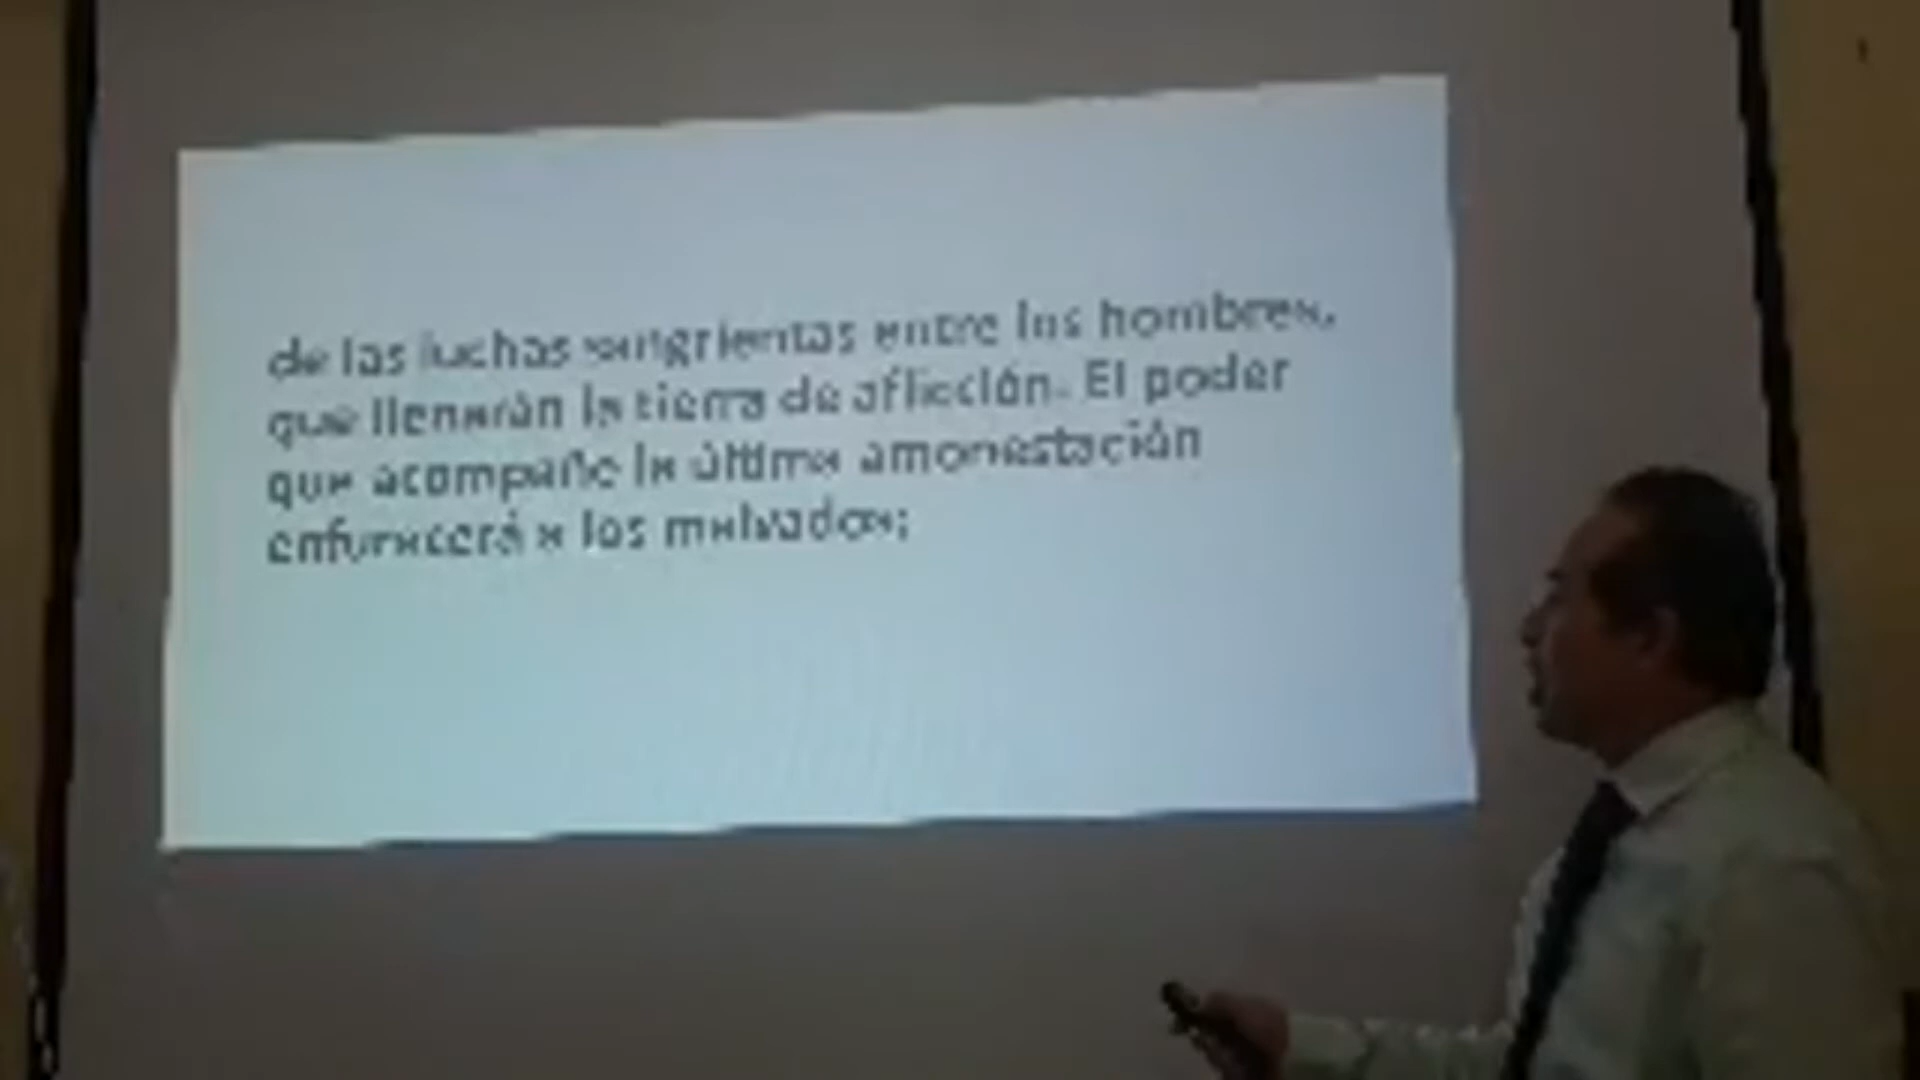 de las luchas sangrientas entre los hombres,
que llenarán la tierra de aflicción. El poder
que acompañe la última amonestación
enfurecerá a los malvados;